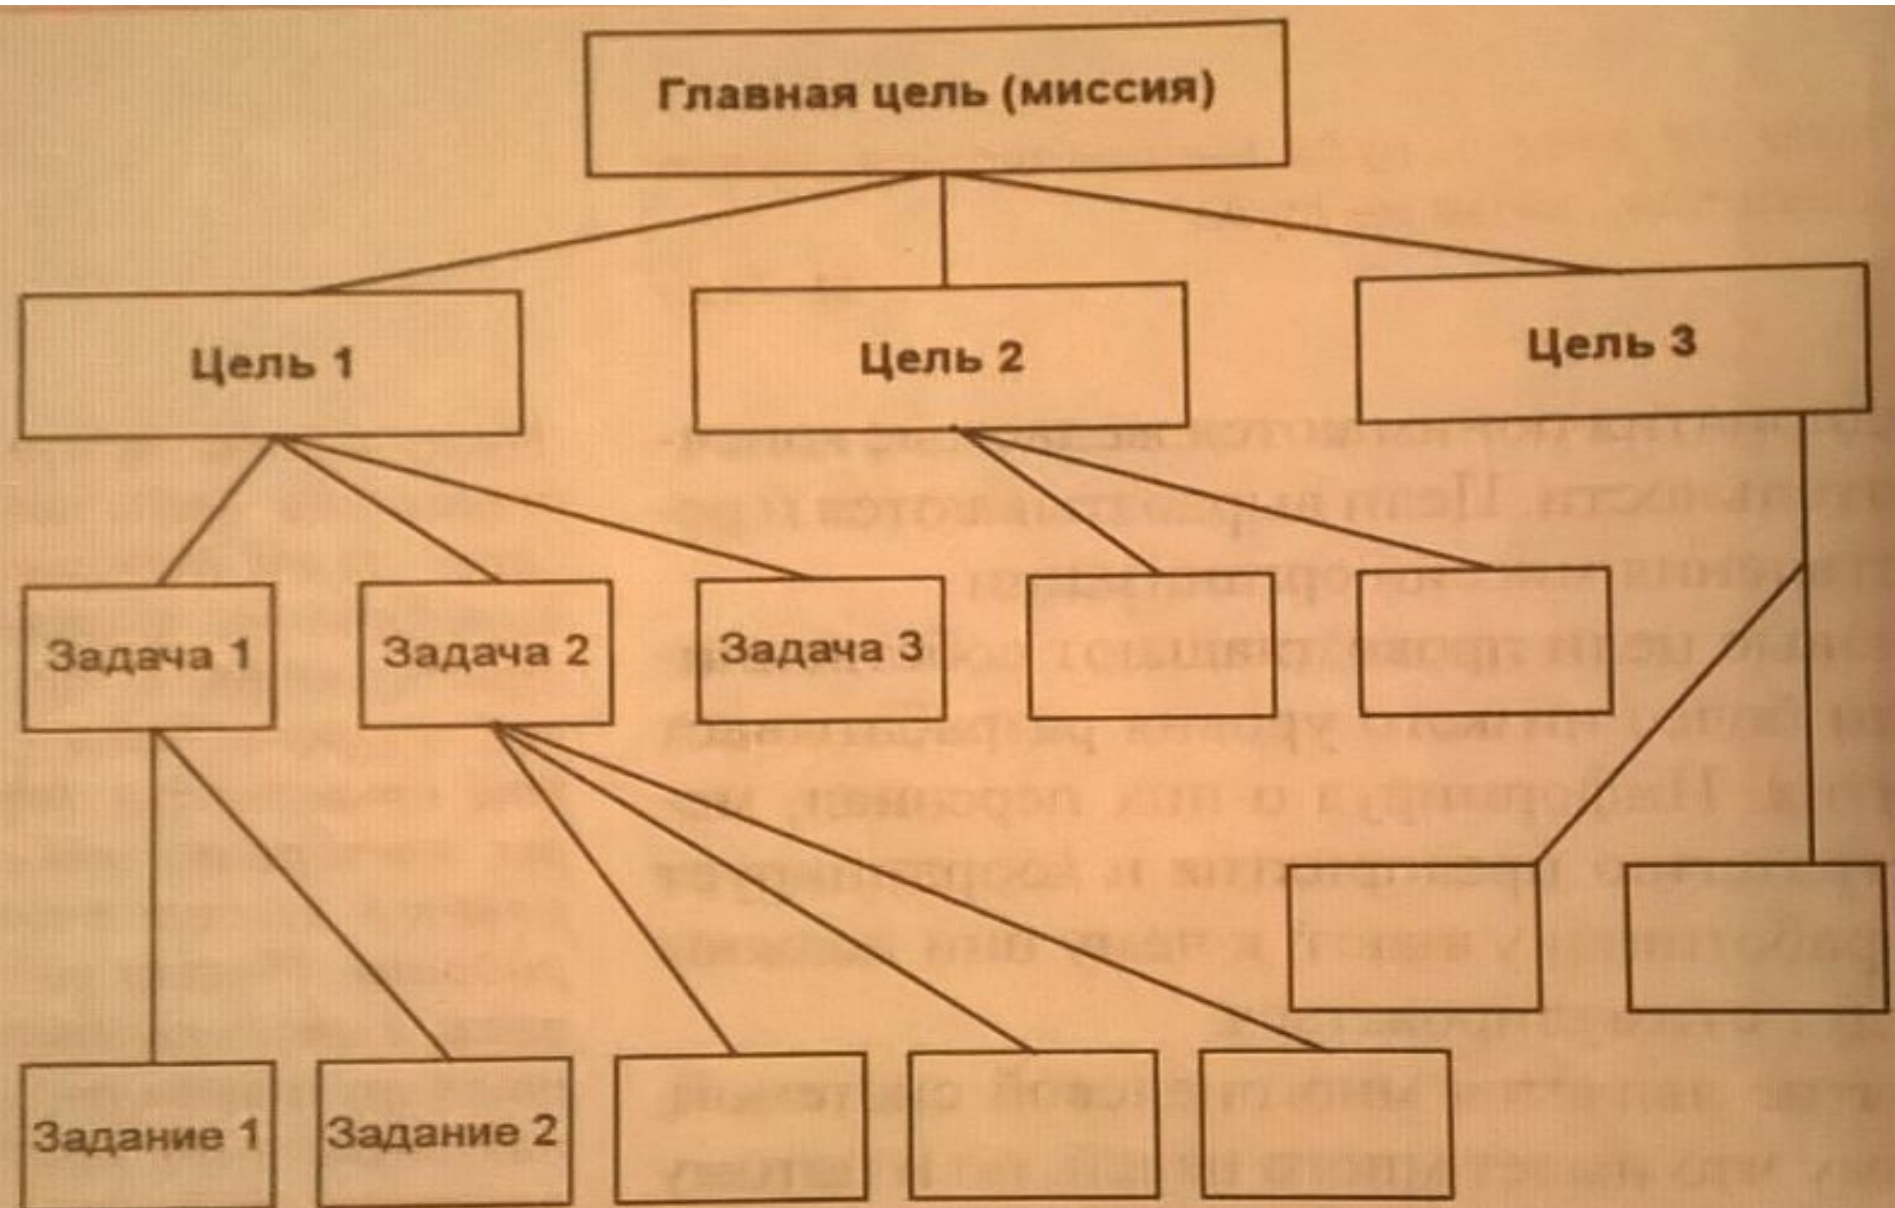 Главная цель (миссия)
Цель 1
Цель 2
Цель 3
Задача 1
Задача 2
Задача 3
Задание 1
Задание 2